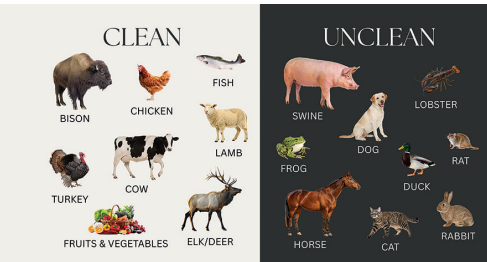 CLEAN
BISON
CHICKEN
FISH
LAMB
TURKEY
COW
FRUITS & VEGETABLES
ELK/DEER
UNCLEAN
SWINE
DOG
LOBSTER
FROG
DUCK
RAT
HORSE
CAT
RABBIT